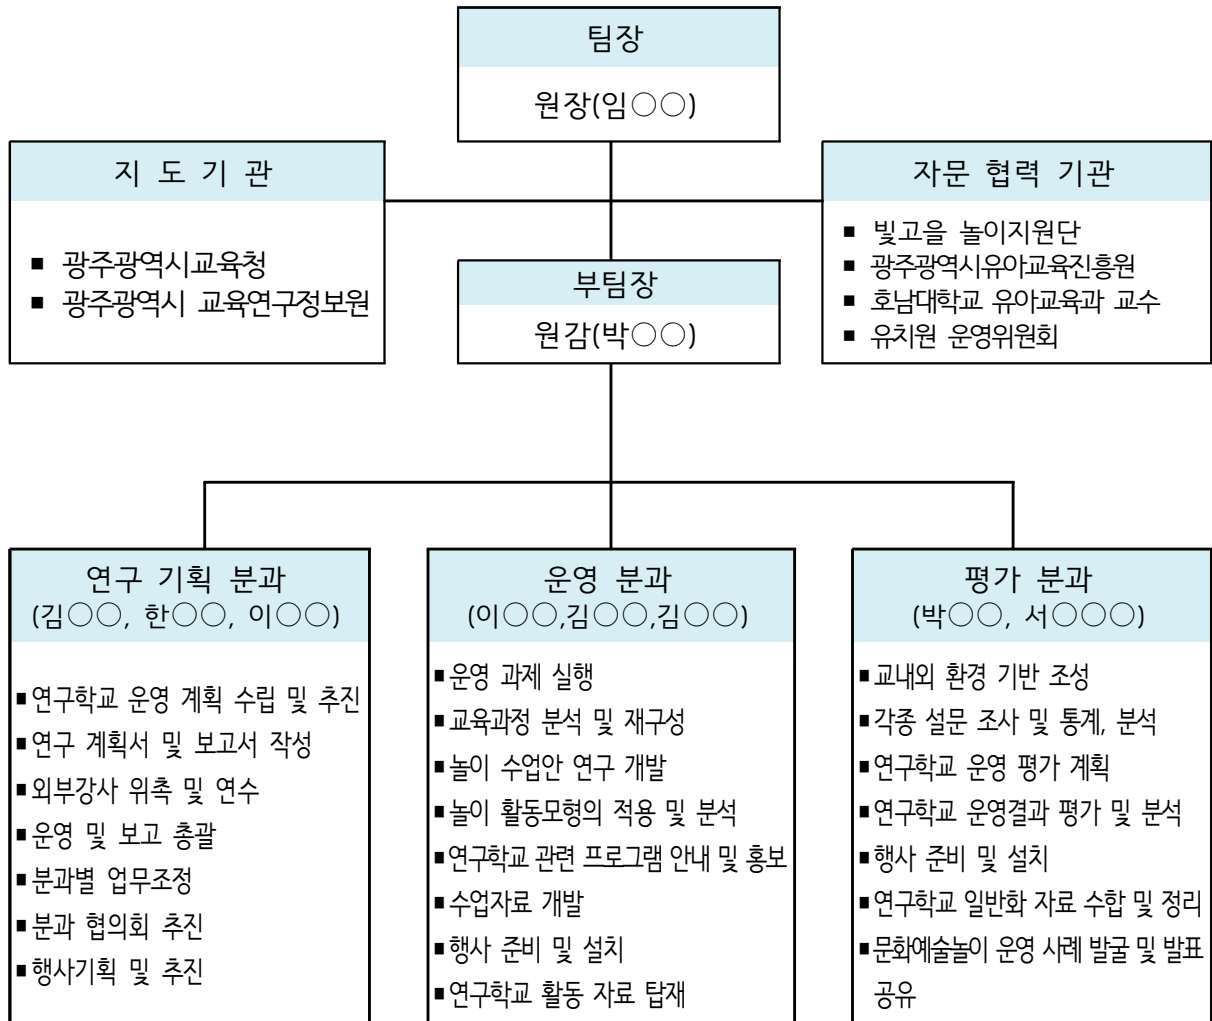 팀장
원장(임○○)
지 도 기 관
■ 광주광역시교육청
■ 광주광역시 교육연구정보원
자문 협력 기관
■ 빛고을 놀이지원단
■ 광주광역시유아교육진흥원
■ 호남대학교 유아교육과 교수
■ 유치원 운영위원회
부팀장
원감(박○○)
연구 기획 분과
(김○○, 한○○, 이○○)
■연구학교 운영 계획 수립 및 추진
■연구 계획서 및 보고서 작성
■외부강사 위촉 및 연수
■운영 및 보고 총괄
■분과별 업무조정
■분과 협의회 추진
■행사기획 및 추진
운영 분과
(이○○,김○○,김○○)
■운영 과제 실행
■교육과정 분석 및 재구성
■놀이 수업안 연구 개발
■놀이 활동모형의 적용 및 분석
■연구학교 관련 프로그램 안내 및 홍보
■수업자료 개발
■행사 준비 및 설치
■연구학교 활동 자료 탑재
평가 분과
(박○○, 서○○○)
■교내외 환경 기반 조성
■각종 설문 조사 및 통계, 분석
■연구학교 운영 평가 계획
■연구학교 운영결과 평가 및 분석
■행사 준비 및 설치
■연구학교 일반화 자료 수합 및 정리
■문화예술놀이 운영 사례 발굴 및 발표
공유